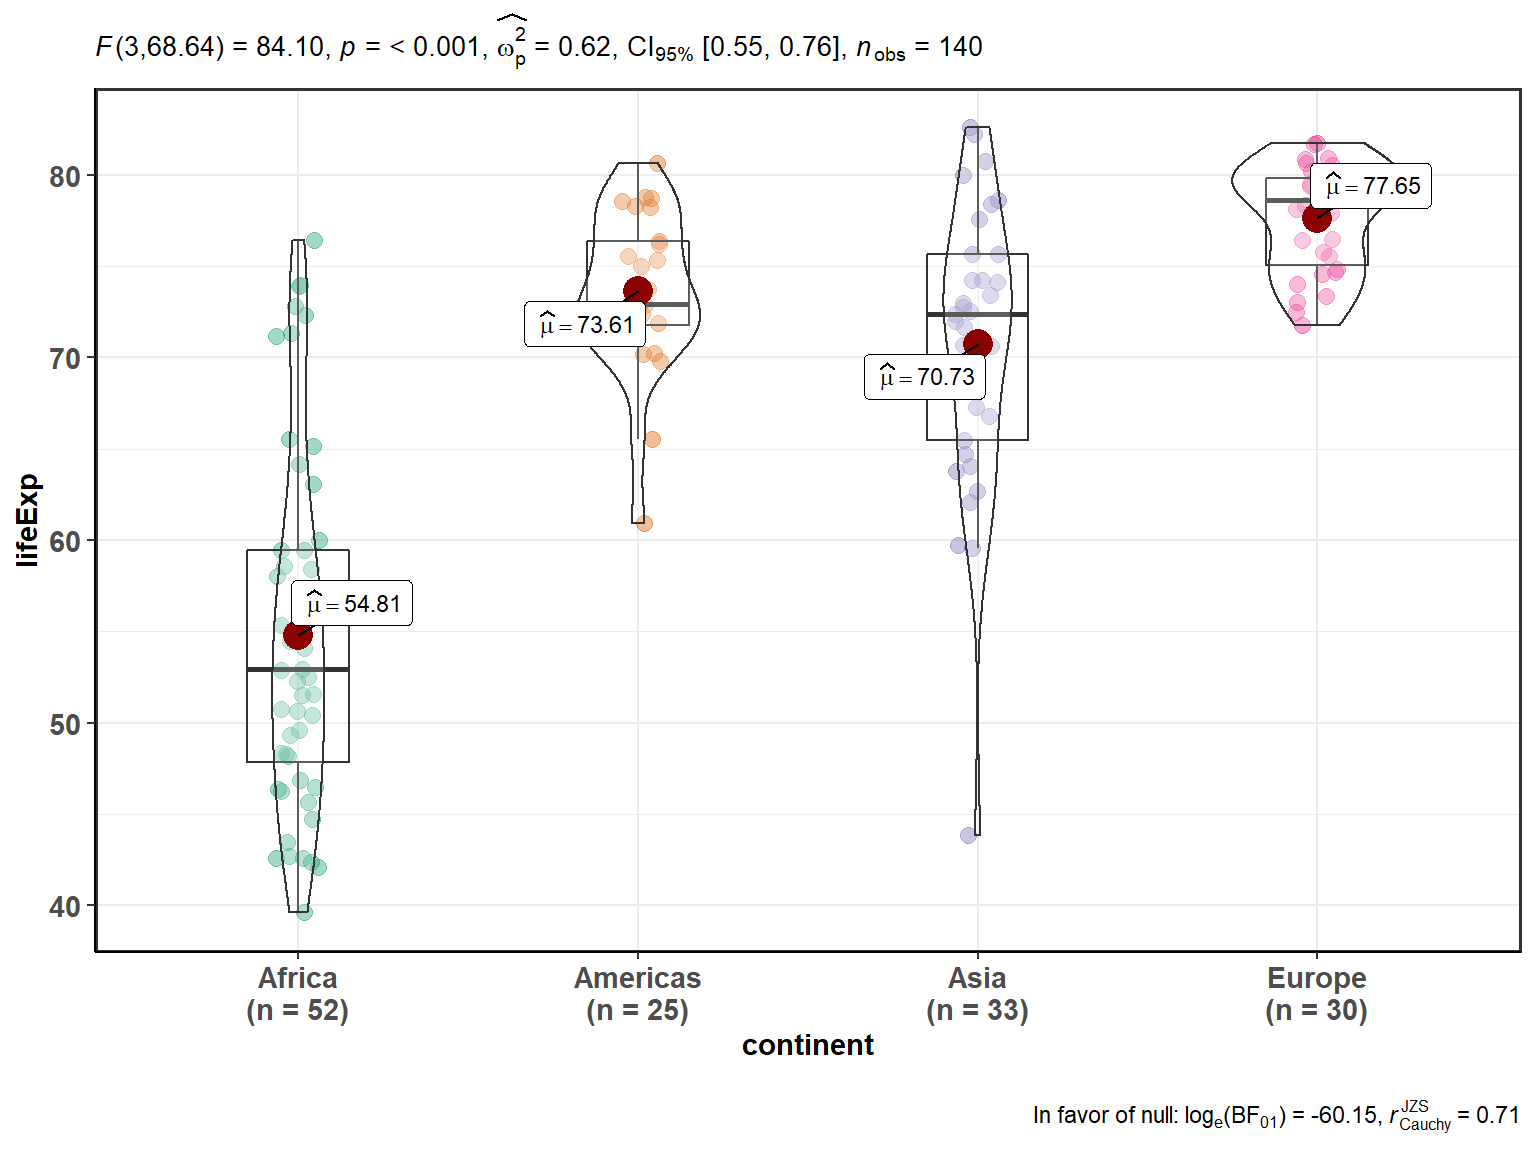 F(3,68.64) = 84.10, p = < 0.001, ω̂²ₚ = 0.62, CI95% [0.55, 0.76], nobs = 140
80
70
60
50
40
lifeExp
μ̂ = 54.81
μ̂ = 73.61
μ̂ = 70.73
μ̂ = 77.65
Africa Americas Asia Europe
(n = 52) (n = 25) (n = 33) (n = 30)
continent
In favor of null: logₑ(BF₀₁) = -60.15, r JZS Cauchy = 0.71